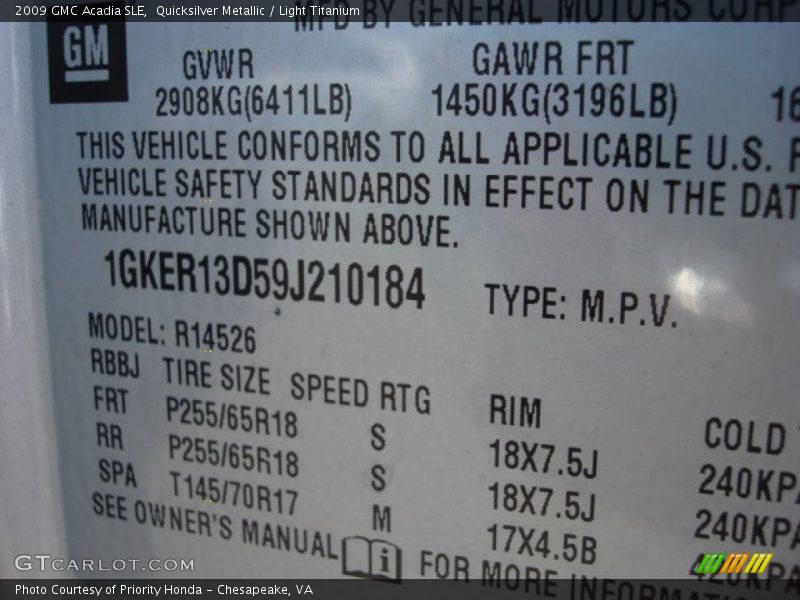 2009 GMC Acadia SLE, Quicksilver Metallic / Light Titanium
MFD BY GENERAL MOTORS CORP
GM
GVWR GAWR FRT
2908KG(6411LB) 1450KG(3196LB) 16
THIS VEHICLE CONFORMS TO ALL APPLICABLE U.S. F
VEHICLE SAFETY STANDARDS IN EFFECT ON THE DAT
MANUFACTURE SHOWN ABOVE.
1GKER13D59J210184 TYPE: M.P.V.
MODEL: R14526
RBBJ TIRE SIZE SPEED RTG RIM COLD
FRT P255/65R18 S 18X7.5J 240KPA
RR P255/65R18 S 18X7.5J 240KPA
SPA T145/70R17 M 17X4.5B 420KPA
SEE OWNER'S MANUAL i FOR MORE INFORMAT
GTCARLOT.COM
Photo Courtesy of Priority Honda - Chesapeake, VA